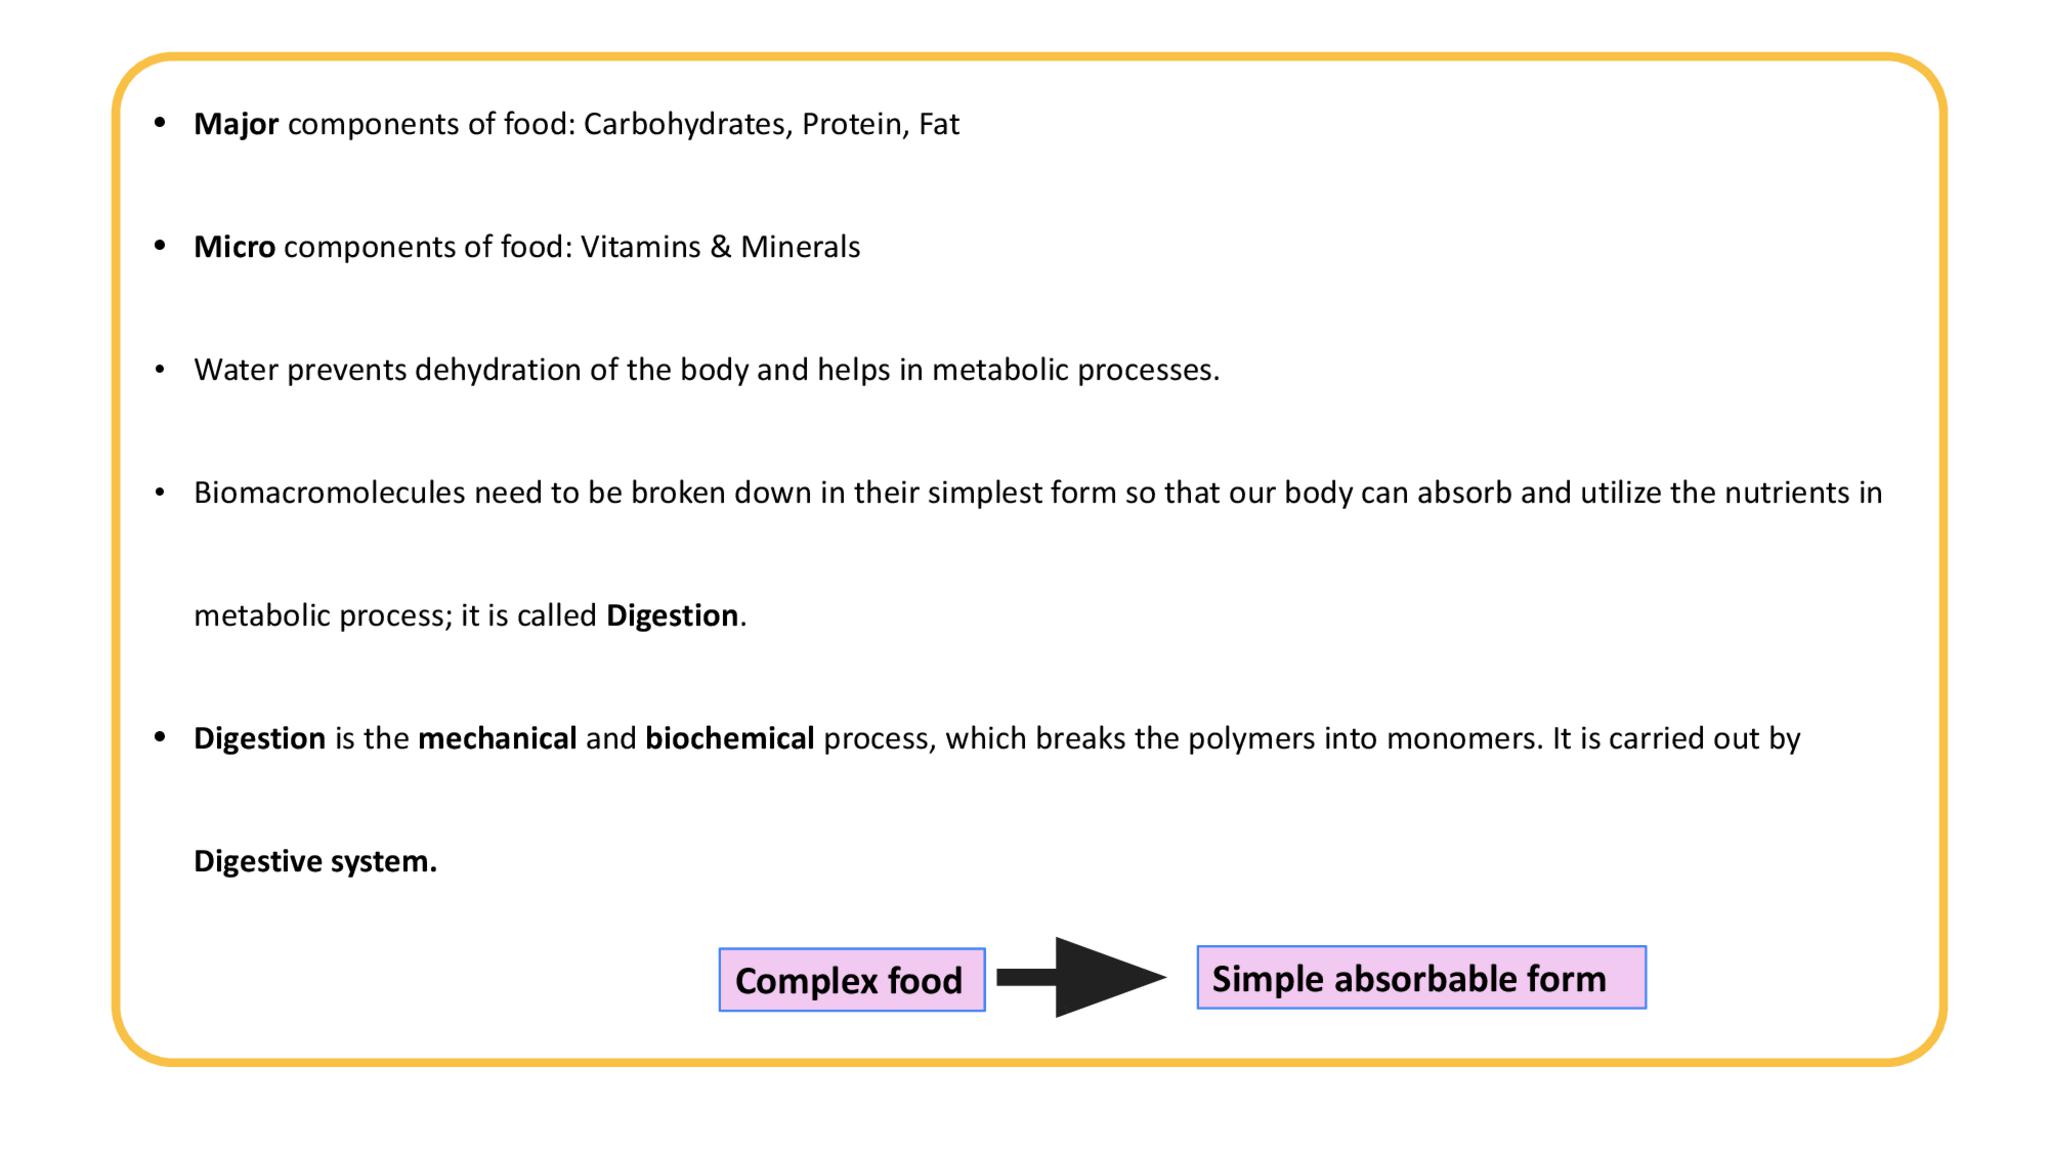 • Major components of food: Carbohydrates, Protein, Fat
• Micro components of food: Vitamins & Minerals
• Water prevents dehydration of the body and helps in metabolic processes.
• Biomacromolecules need to be broken down in their simplest form so that our body can absorb and utilize the nutrients in
metabolic process; it is called Digestion.
• Digestion is the mechanical and biochemical process, which breaks the polymers into monomers. It is carried out by
Digestive system.
Complex food
Simple absorbable form